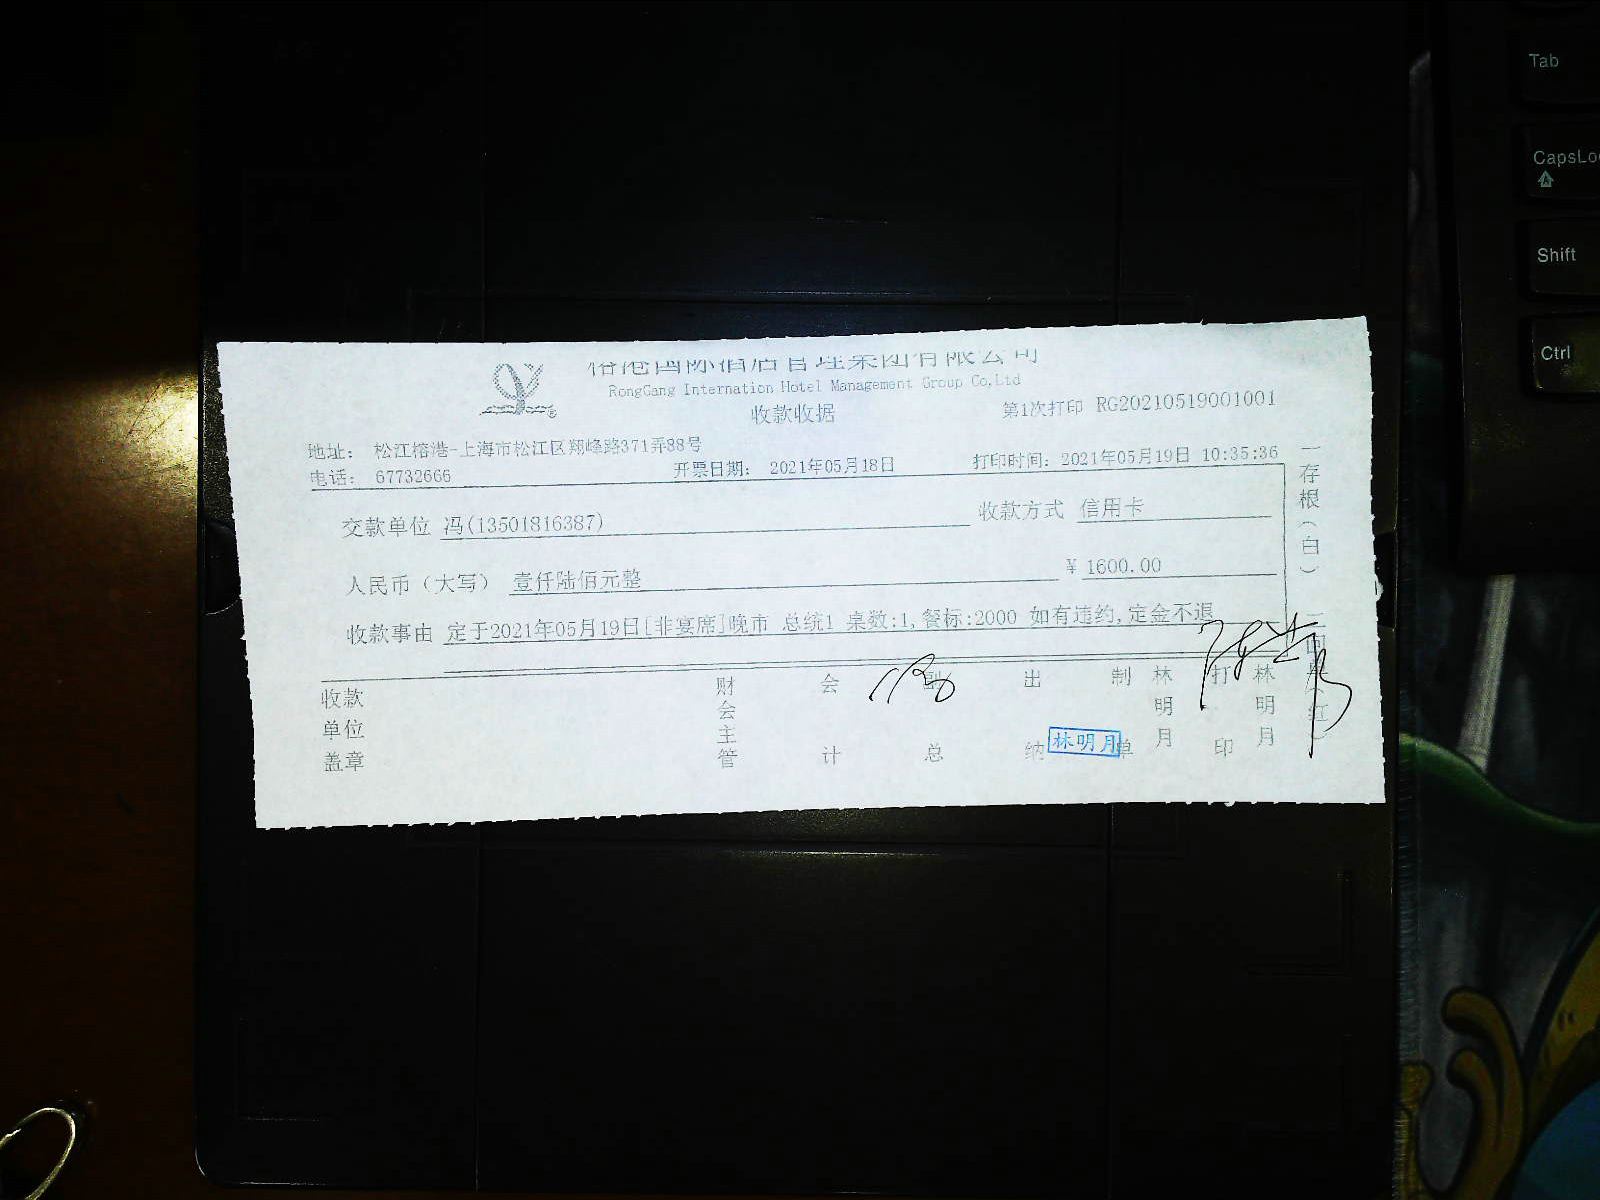 国际酒店管理集团有限公司
RongGang Internation Hotel Management Group Co,Ltd
收款收据
第1次打印 RG20210519001001
地址： 松江榕港-上海市松江区翔峰路371弄88号
电话： 67732666 开票日期： 2021年05月18日 打印时间：2021年05月19日 10:35:36
交款单位 冯(13501816387) 收款方式 信用卡
人民币（大写） 壹仟陆佰元整 ¥ 1600.00
收款事由 定于2021年05月19日[非宴席]晚市 总统1 桌数:1,餐标:2000 如有违约,定金不退
收款单位盖章 财会主管 会计 副总 出纳 制单 林明月 打印 林明月
林明月
一存根（白）
二 （红）
Tab
CapsLo
Shift
Ctrl